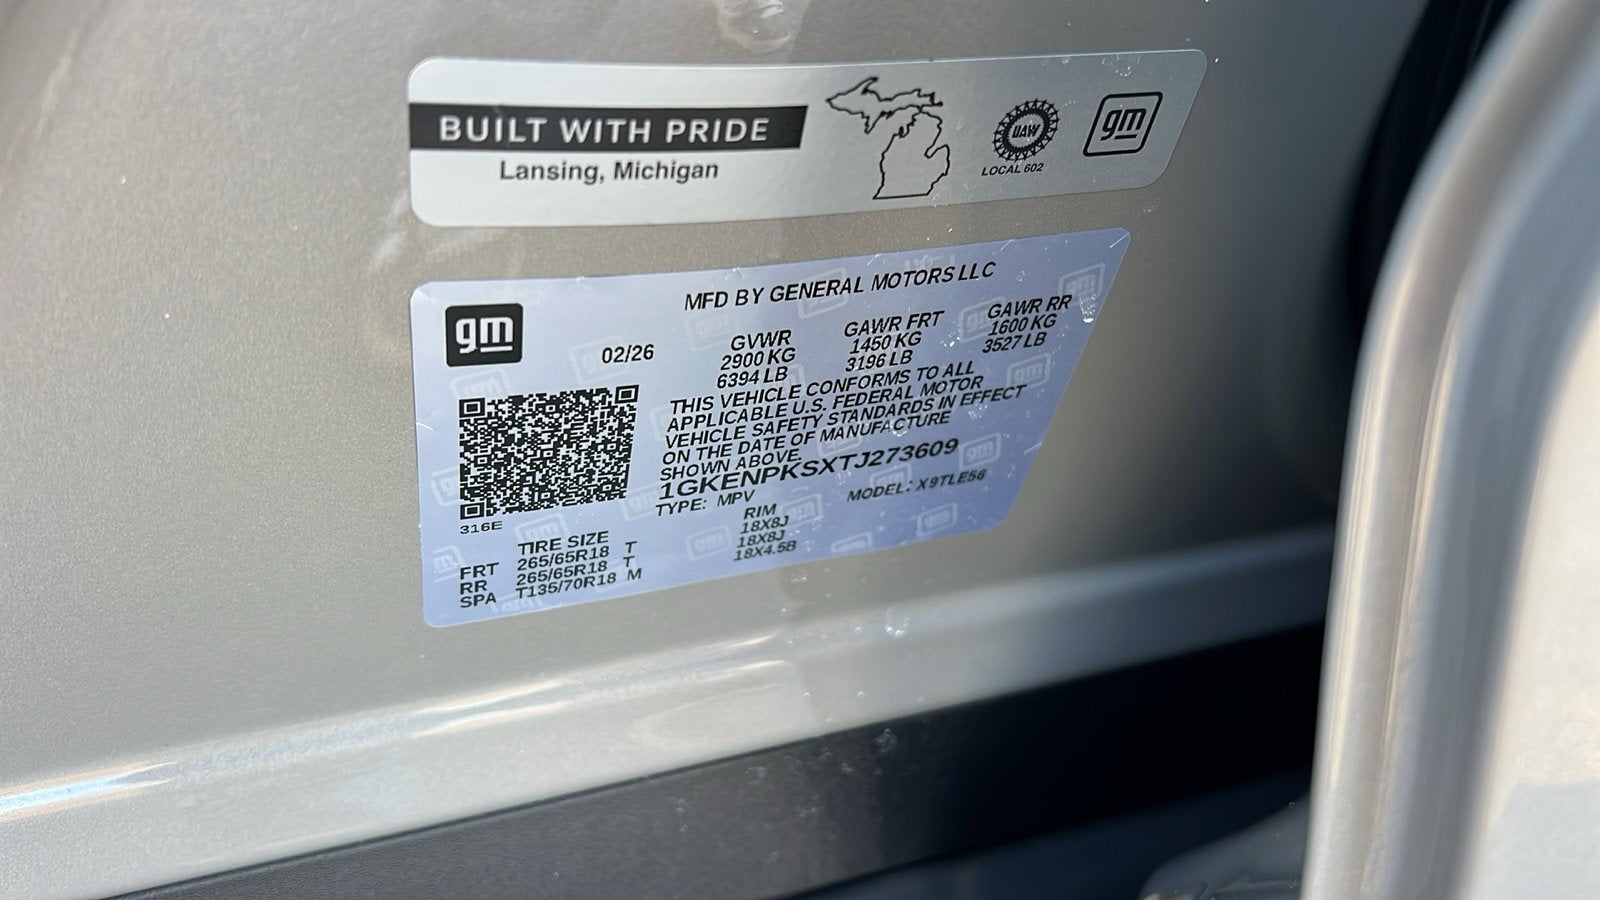 BUILT WITH PRIDE
Lansing, Michigan
UAW
LOCAL 602
gm
gm
MFD BY GENERAL MOTORS LLC
02/26
GVWR GAWR FRT GAWR RR
2900 KG 1450 KG 1600 KG
6394 LB 3196 LB 3527 LB
THIS VEHICLE CONFORMS TO ALL
APPLICABLE U.S. FEDERAL MOTOR
VEHICLE SAFETY STANDARDS IN EFFECT
ON THE DATE OF MANUFACTURE
SHOWN ABOVE.
1GKENPKSXTJ273609
TYPE: MPV MODEL: X9TLE56
316E
TIRE SIZE RIM
FRT 265/65R18 T 18X8J
RR 265/65R18 T 18X8J
SPA T135/70R18 M 18X4.5B